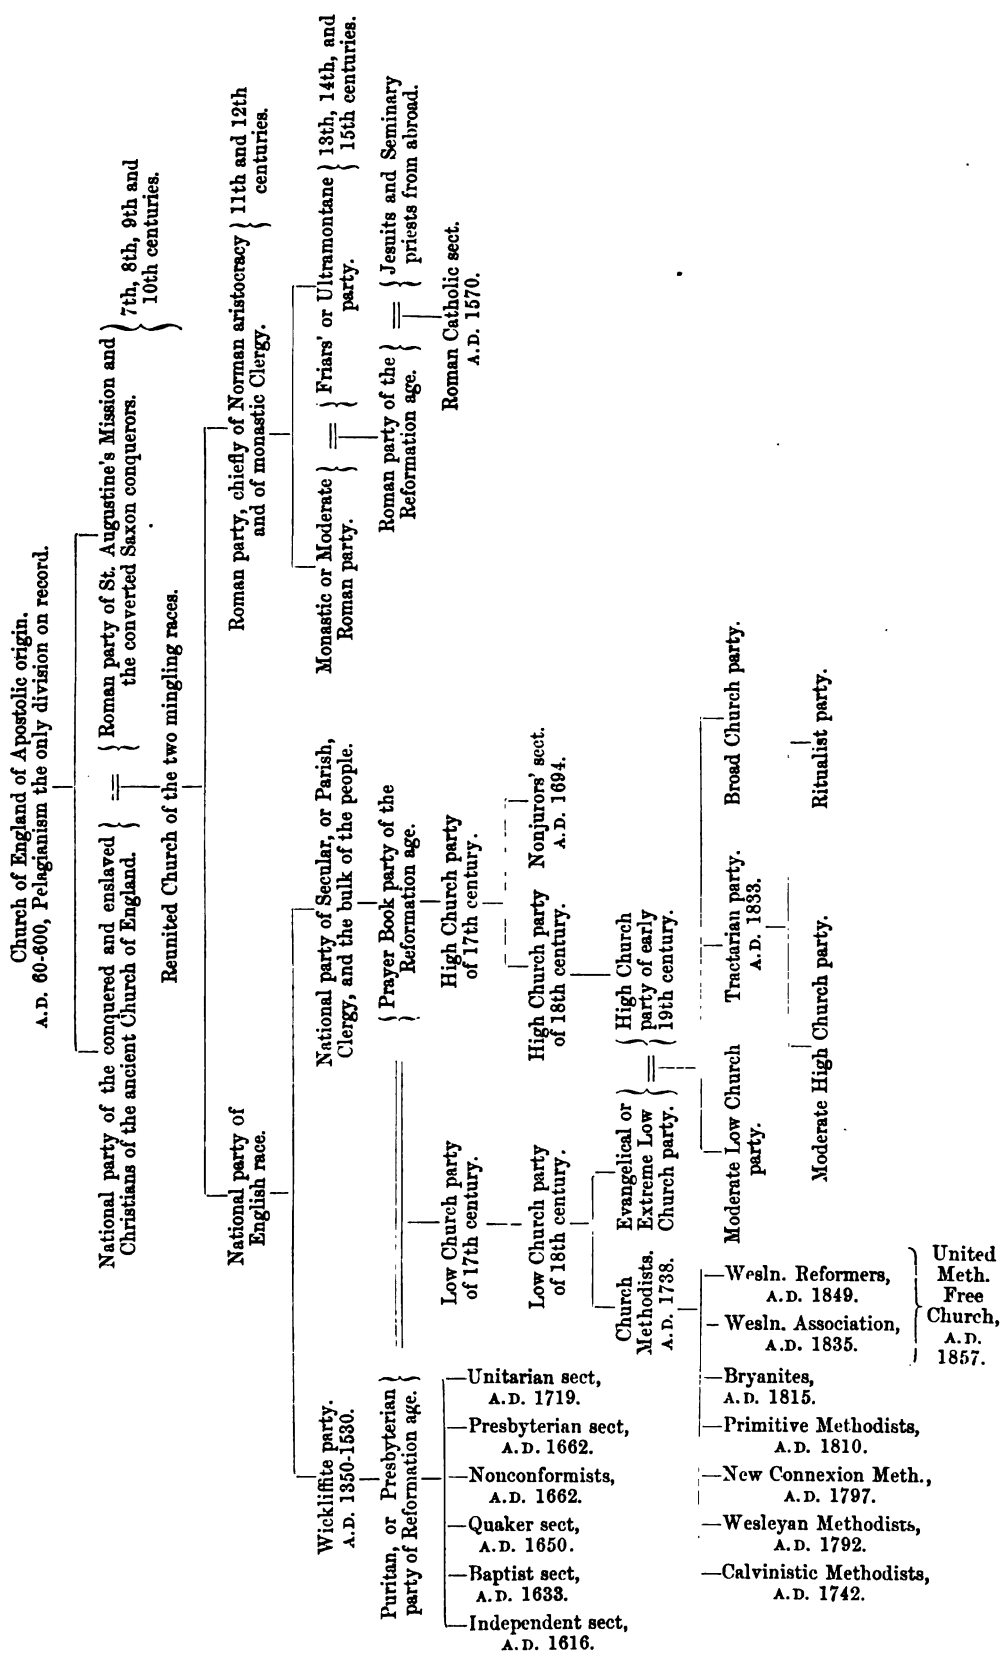 Church of England of Apostolic origin.
A.D. 60-600, Pelagianism the only division on record.
National party of the conquered and enslaved
Christians of the ancient Church of England.
Roman party of St. Augustine's Mission and
the converted Saxon conquerors.
7th, 8th, 9th and
10th centuries.
Reunited Church of the two mingling races.
National party of
English race.
Roman party, chiefly of Norman aristocracy
and of monastic Clergy.
11th and 12th
centuries.
Wickliffite party.
A.D. 1350-1530.
National party of Secular, or Parish,
Clergy, and the bulk of the people.
Monastic or Moderate
Roman party.
Friars' or Ultramontane
party.
13th, 14th, and
15th centuries.
Puritan, or Presbyterian
party of Reformation age.
Prayer Book party of the
Reformation age.
Roman party of the
Reformation age.
Jesuits and Seminary
priests from abroad.
Roman Catholic sect.
A.D. 1570.
Unitarian sect,
A.D. 1719.
Presbyterian sect,
A.D. 1662.
Nonconformists,
A.D. 1662.
Quaker sect,
A.D. 1650.
Baptist sect,
A.D. 1633.
Independent sect,
A.D. 1616.
Low Church party
of 17th century.
High Church party
of 17th century.
Low Church party
of 18th century.
High Church party
of 18th century.
Nonjurors' sect.
A.D. 1694.
Church
Methodists.
A.D. 1738.
Evangelical or
Extreme Low
Church party.
High Church
party of early
19th century.
Wesln. Reformers,
A.D. 1849.
Wesln. Association,
A.D. 1835.
United
Meth.
Free
Church,
A.D.
1857.
Bryanites,
A.D. 1815.
Primitive Methodists,
A.D. 1810.
New Connexion Meth.,
A.D. 1797.
Wesleyan Methodists,
A.D. 1792.
Calvinistic Methodists,
A.D. 1742.
Moderate Low Church
party.
Tractarian party.
A.D. 1833.
Broad Church party.
Moderate High Church party.
Ritualist party.